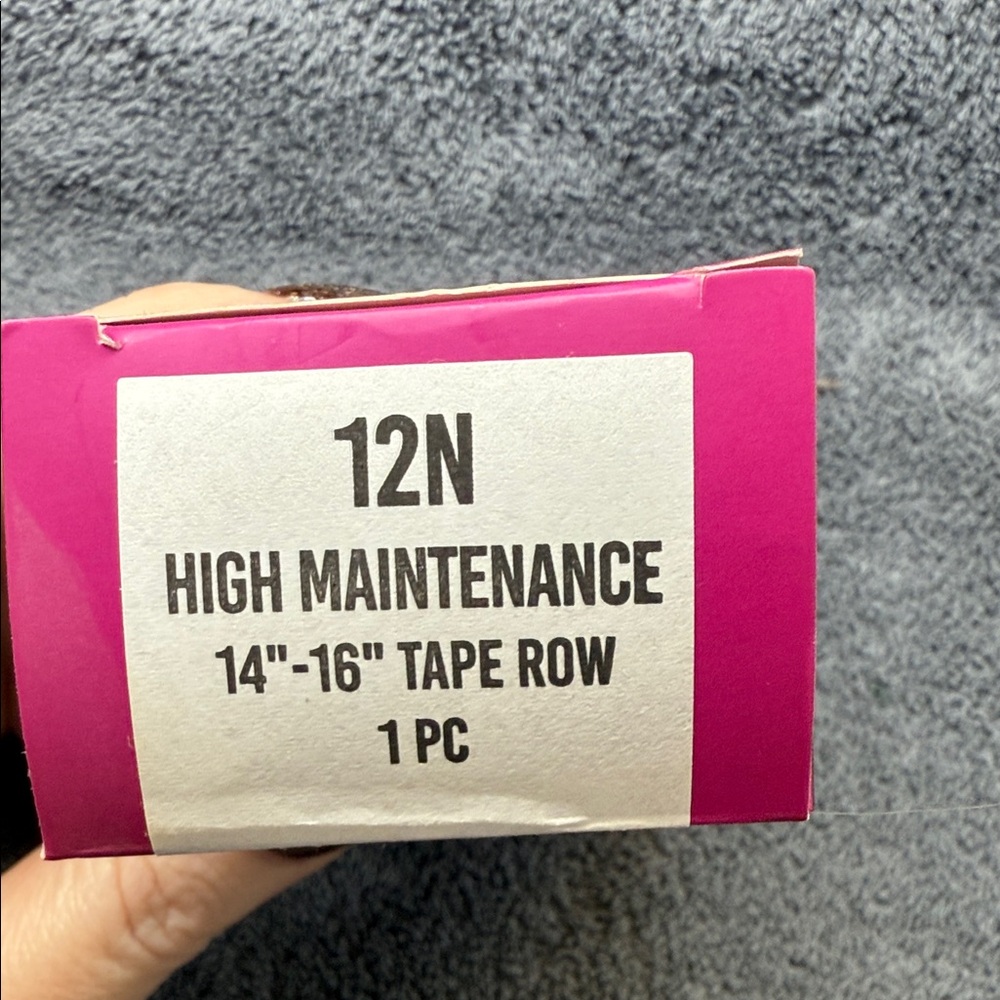 12N
HIGH MAINTENANCE
14"-16" TAPE ROW
1 PC